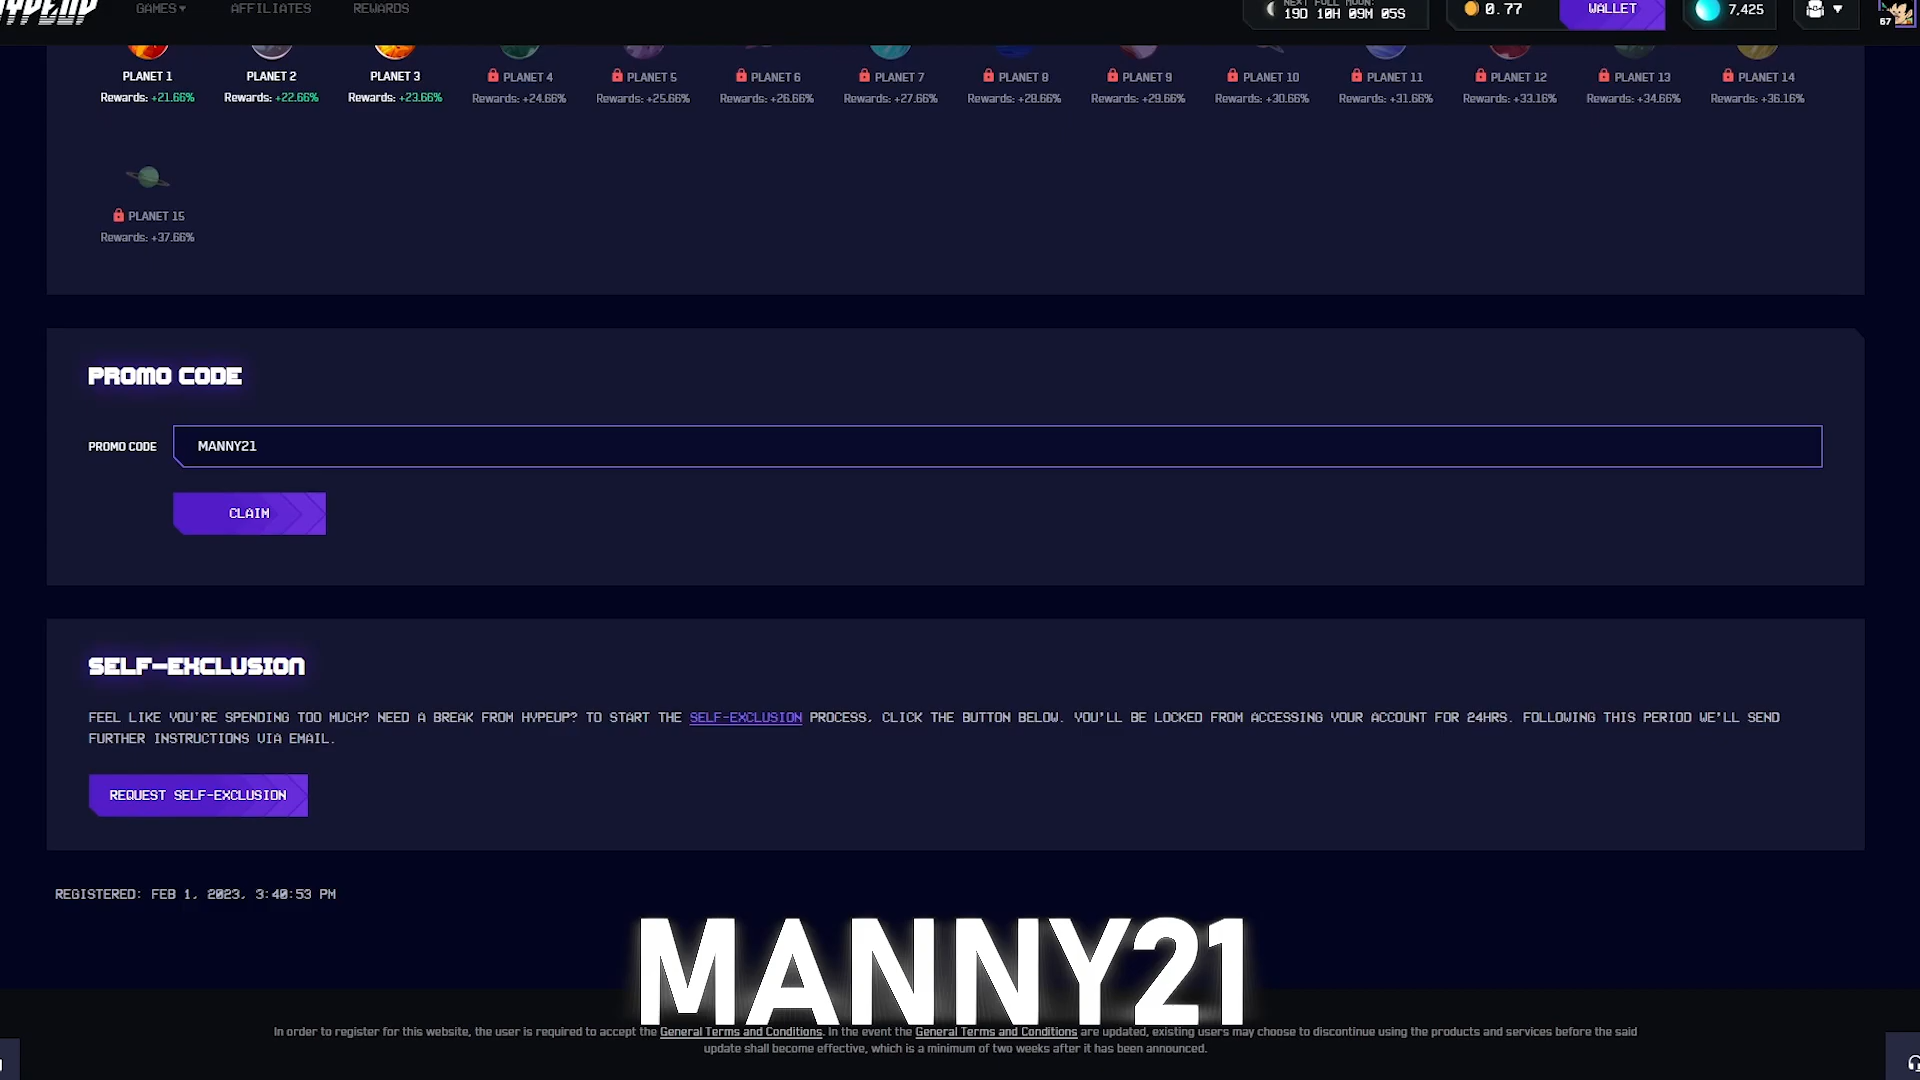 HYPEUP GAMES AFFILIATES REWARDS NEXT FULL MOON: 0.77 WALLET 7,425
19D 10H 09M 05S 67
PLANET 1 PLANET 2 PLANET 3 PLANET 4 PLANET 5 PLANET 6 PLANET 7 PLANET 8 PLANET 9 PLANET 10 PLANET 11 PLANET 12 PLANET 13 PLANET 14
Rewards: +21.66% Rewards: +22.66% Rewards: +23.66% Rewards: +24.66% Rewards: +25.66% Rewards: +26.66% Rewards: +27.66% Rewards: +28.66% Rewards: +29.66% Rewards: +30.66% Rewards: +31.66% Rewards: +33.16% Rewards: +34.66% Rewards: +36.16%
PLANET 15
Rewards: +37.66%
PROMO CODE
PROMO CODE MANNY21
CLAIM
SELF-EXCLUSION
FEEL LIKE YOU'RE SPENDING TOO MUCH? NEED A BREAK FROM HYPEUP? TO START THE SELF-EXCLUSION PROCESS, CLICK THE BUTTON BELOW. YOU'LL BE LOCKED FROM ACCESSING YOUR ACCOUNT FOR 24HRS. FOLLOWING THIS PERIOD WE'LL SEND
FURTHER INSTRUCTIONS VIA EMAIL.
REQUEST SELF-EXCLUSION
REGISTERED: FEB 1, 2023, 3:40:53 PM
MANNY21
In order to register for this website, the user is required to accept the General Terms and Conditions. In the event the General Terms and Conditions are updated, existing users may choose to discontinue using the products and services before the said
update shall become effective, which is a minimum of two weeks after it has been announced.